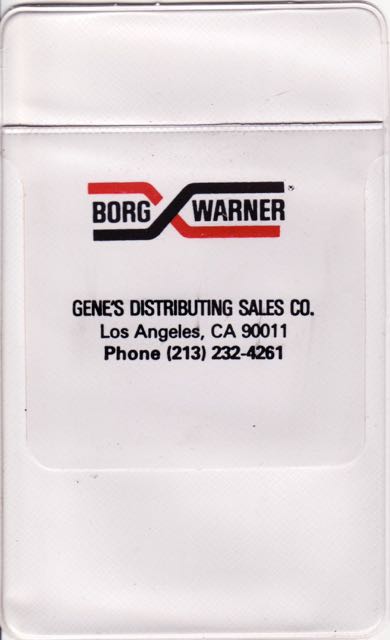 BORG WARNER
GENE'S DISTRIBUTING SALES CO.
Los Angeles, CA 90011
Phone (213) 232-4261